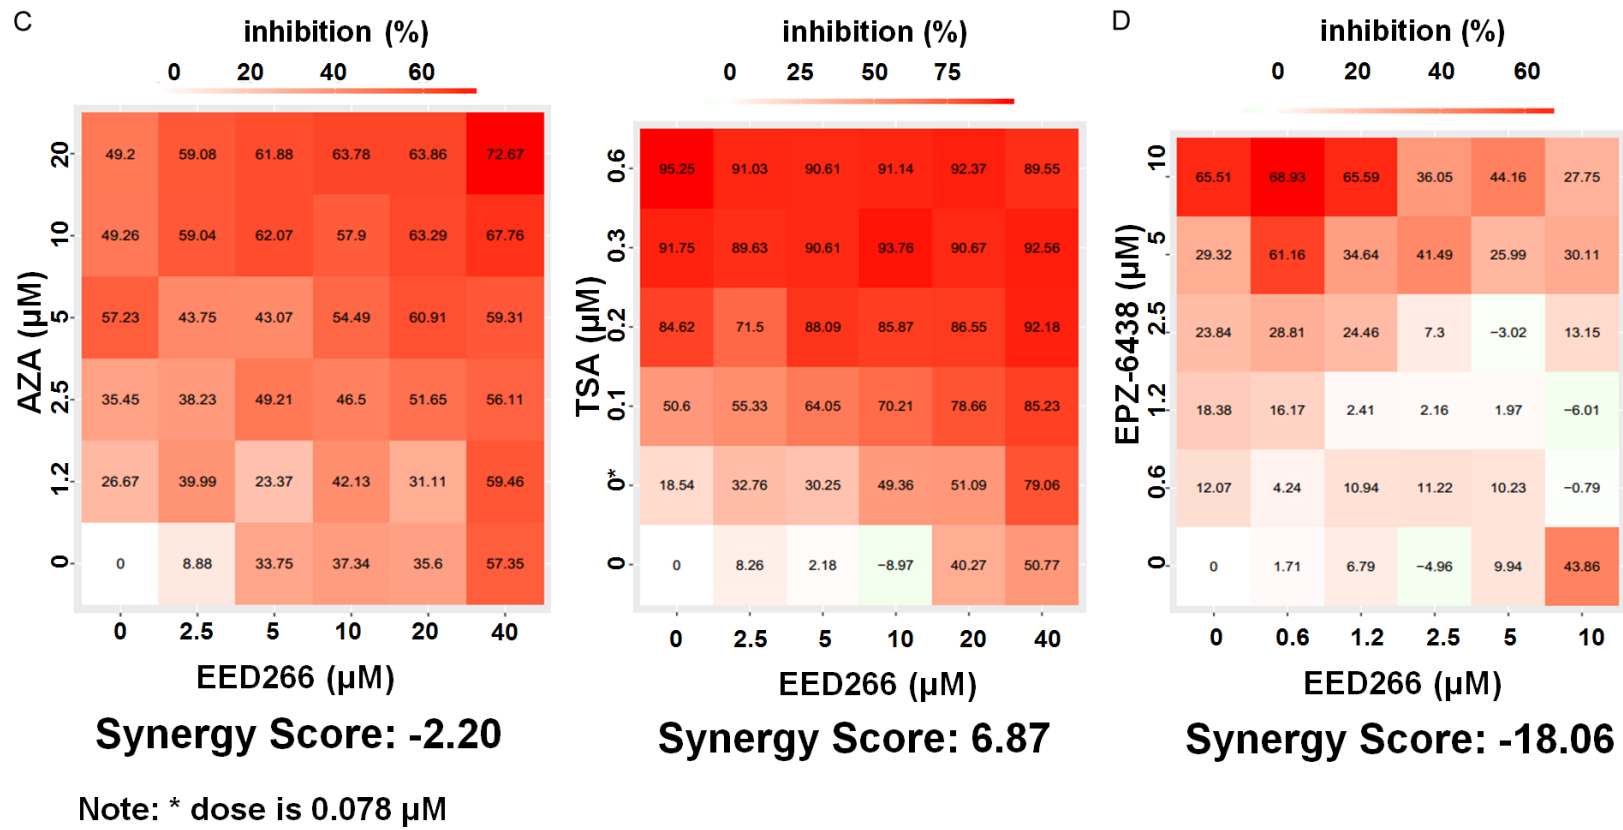 C
inhibition (%)
0 20 40 60
AZA (µM)
20 49.2 59.08 61.88 63.78 63.86 72.67
10 49.26 59.04 62.07 57.9 63.29 67.76
5 57.23 43.75 43.07 54.49 60.91 59.31
2.5 35.45 38.23 49.21 46.5 51.65 56.11
1.2 26.67 39.99 23.37 42.13 31.11 59.46
0 0 8.88 33.75 37.34 35.6 57.35
0 2.5 5 10 20 40
EED266 (µM)
Synergy Score: -2.20
Note: * dose is 0.078 µM
inhibition (%)
0 25 50 75
TSA (µM)
0.6 95.25 91.03 90.61 91.14 92.37 89.55
0.3 91.75 89.63 90.61 93.76 90.67 92.56
0.2 84.62 71.5 88.09 85.87 86.55 92.18
0.1 50.6 55.33 64.05 70.21 78.66 85.23
0* 18.54 32.76 30.25 49.36 51.09 79.06
0 0 8.26 2.18 −8.97 40.27 50.77
0 2.5 5 10 20 40
EED266 (µM)
Synergy Score: 6.87
D
inhibition (%)
0 20 40 60
EPZ-6438 (µM)
10 65.51 68.93 65.59 36.05 44.16 27.75
5 29.32 61.16 34.64 41.49 25.99 30.11
2.5 23.84 28.81 24.46 7.3 −3.02 13.15
1.2 18.38 16.17 2.41 2.16 1.97 −6.01
0.6 12.07 4.24 10.94 11.22 10.23 −0.79
0 0 1.71 6.79 −4.96 9.94 43.86
0 0.6 1.2 2.5 5 10
EED266 (µM)
Synergy Score: -18.06